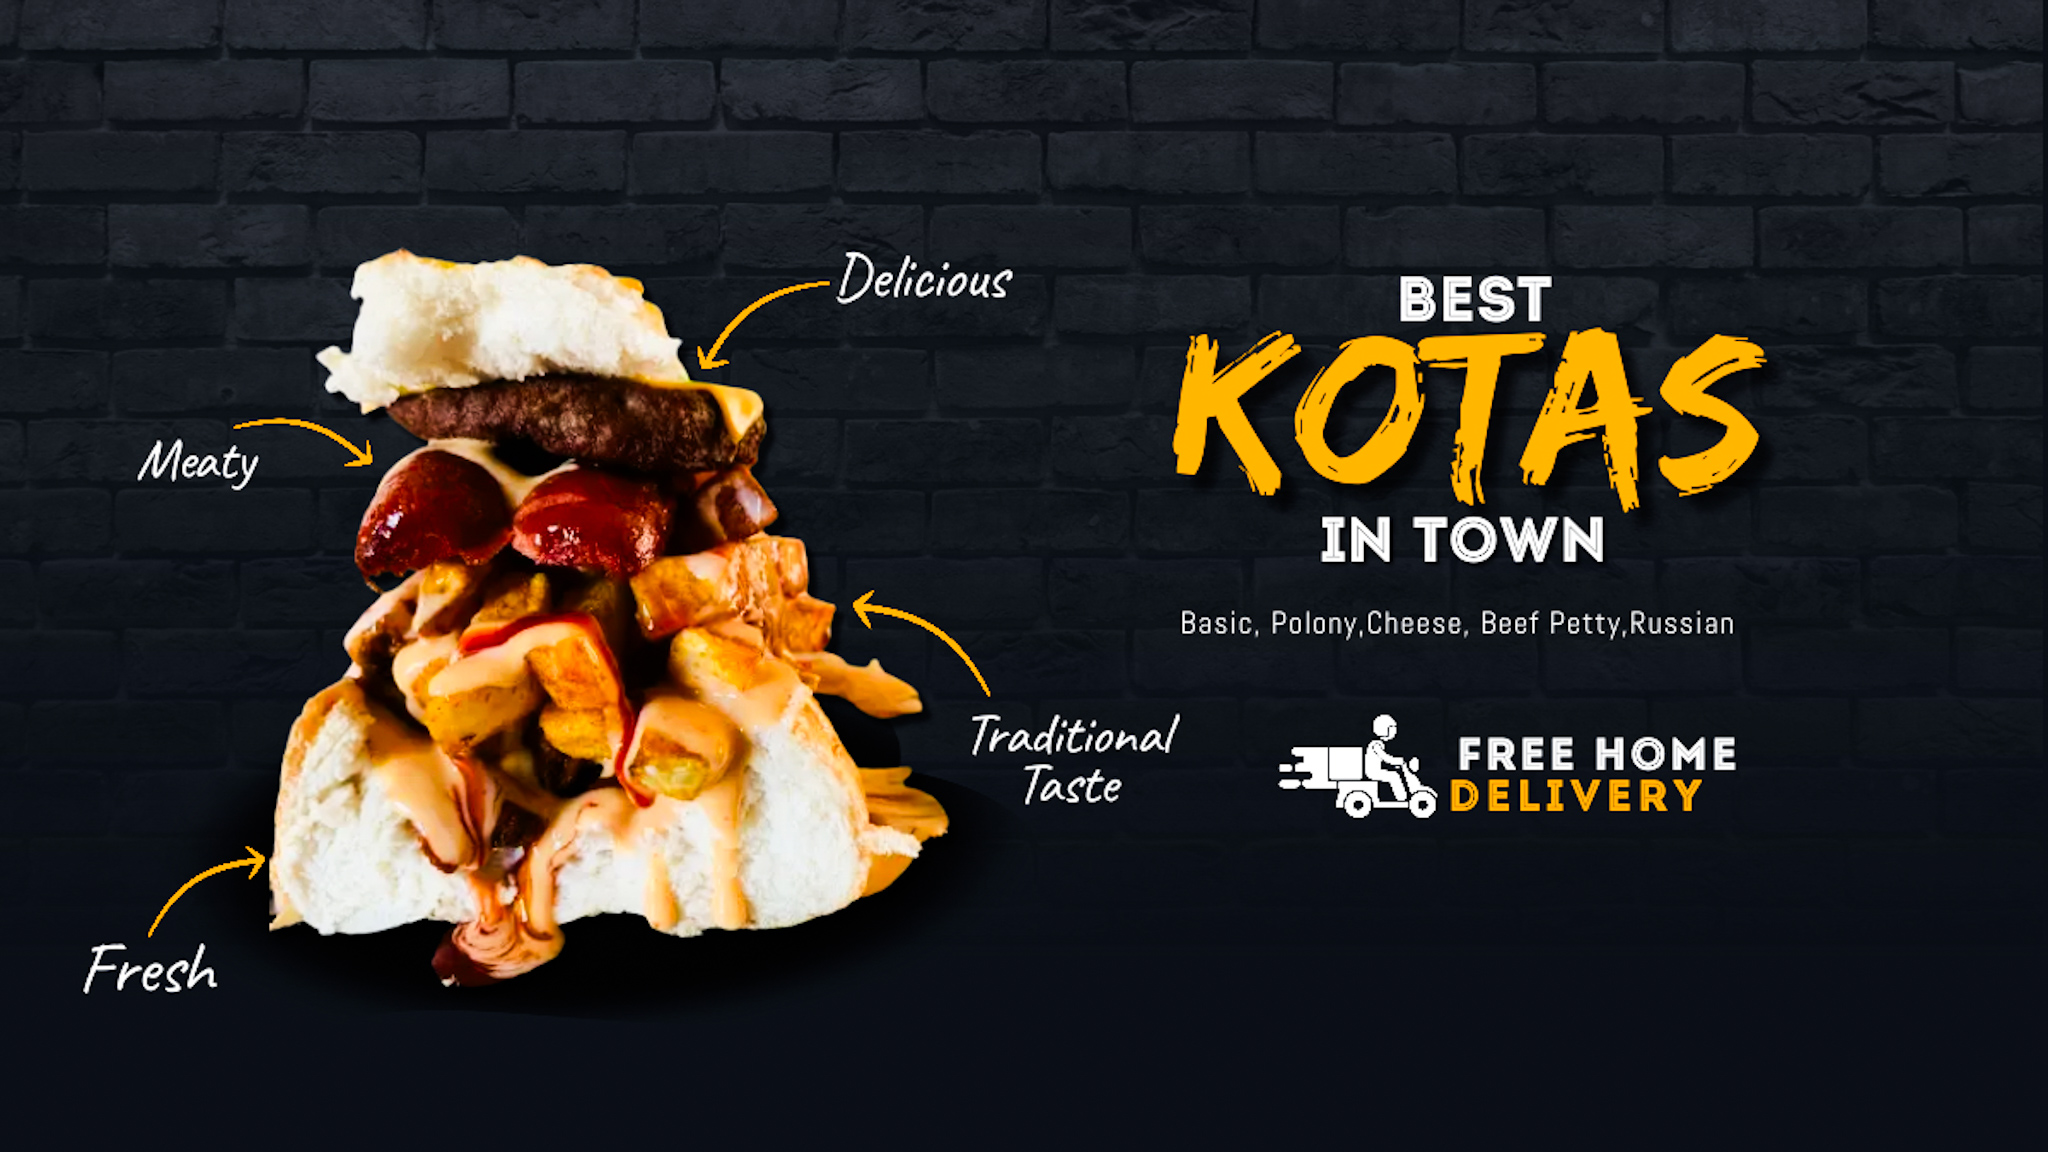 Delicious
Meaty
Traditional
Taste
Fresh
BEST
KOTAS
IN TOWN
Basic, Polony,Cheese, Beef Petty,Russian
FREE HOME
DELIVERY